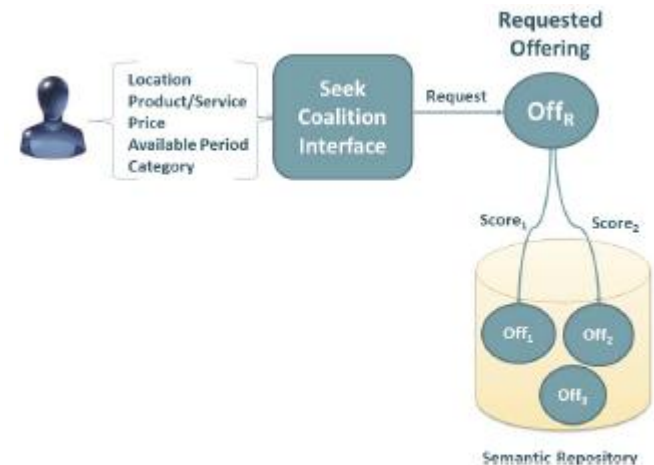 Requested
Offering
Location
Product/Service
Price
Available Period
Category
Seek
Coalition
Interface
Request
Off_R
Score₁
Score₂
Off₁
Off₂
Off₃
Semantic Repository